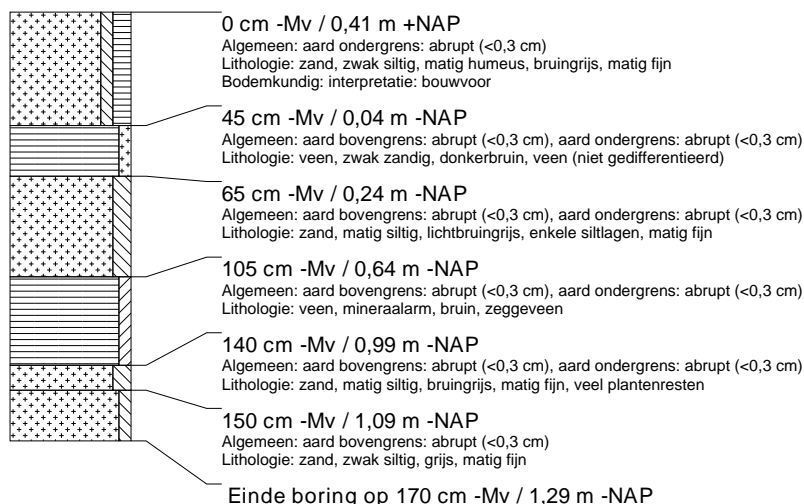 0 cm -Mv / 0,41 m +NAP
Algemeen: aard ondergrens: abrupt (<0,3 cm)
Lithologie: zand, zwak siltig, matig humeus, bruingrijs, matig fijn
Bodemkundig: interpretatie: bouwvoor
45 cm -Mv / 0,04 m -NAP
Algemeen: aard bovengrens: abrupt (<0,3 cm), aard ondergrens: abrupt (<0,3 cm)
Lithologie: veen, zwak zandig, donkerbruin, veen (niet gedifferentieerd)
65 cm -Mv / 0,24 m -NAP
Algemeen: aard bovengrens: abrupt (<0,3 cm), aard ondergrens: abrupt (<0,3 cm)
Lithologie: zand, matig siltig, lichtbruingrijs, enkele siltlagen, matig fijn
105 cm -Mv / 0,64 m -NAP
Algemeen: aard bovengrens: abrupt (<0,3 cm), aard ondergrens: abrupt (<0,3 cm)
Lithologie: veen, mineraalarm, bruin, zeggeveen
140 cm -Mv / 0,99 m -NAP
Algemeen: aard bovengrens: abrupt (<0,3 cm), aard ondergrens: abrupt (<0,3 cm)
Lithologie: zand, matig siltig, bruingrijs, matig fijn, veel plantenresten
150 cm -Mv / 1,09 m -NAP
Algemeen: aard bovengrens: abrupt (<0,3 cm)
Lithologie: zand, zwak siltig, grijs, matig fijn
Einde boring op 170 cm -Mv / 1,29 m -NAP